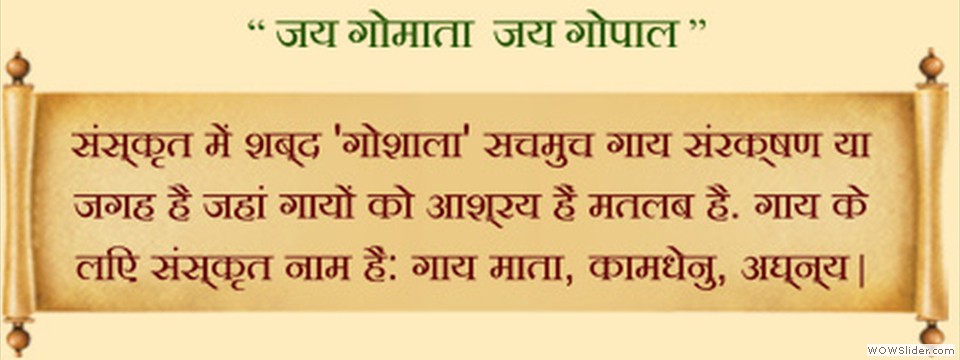 “ जय गोमाता जय गोपाल ”
संस्कृत में शब्द 'गोशाला' सचमुच गाय संरक्षण या
जगह है जहां गायों को आश्रय है मतलब है. गाय के
लिए संस्कृत नाम है: गाय माता, कामधेनु, अघ्न्य|
WOWSlider.com